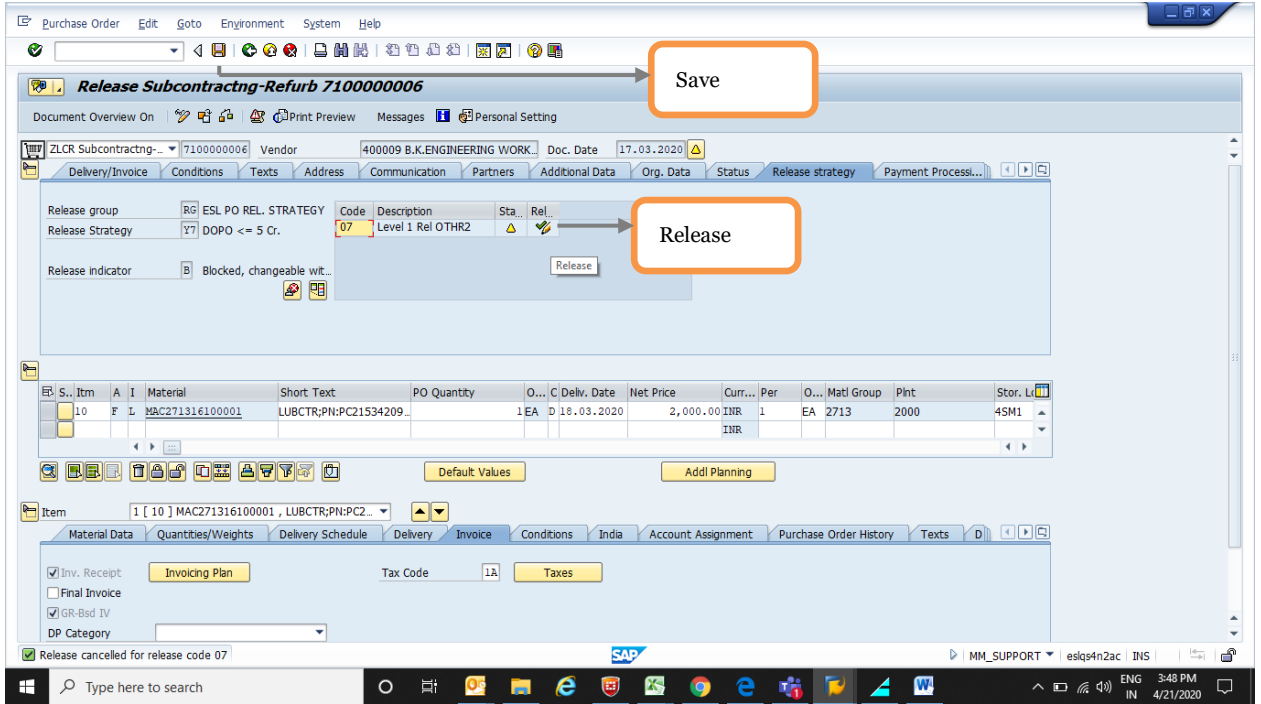 Purchase Order Edit Goto Environment System Help
Save
Release Subcontractng-Refurb 7100000006
Document Overview On Print Preview Messages Personal Setting
ZLCR Subcontractng-... 7100000006 Vendor 400009 B.K.ENGINEERING WORK... Doc. Date 17.03.2020
Delivery/Invoice Conditions Texts Address Communication Partners Additional Data Org. Data Status Release strategy Payment Processi...
Release group RG ESL PO REL. STRATEGY Code Description Sta... Rel...
Release Strategy Y7 DOPO <= 5 Cr. 07 Level 1 Rel OTHR2
Release
Release indicator B Blocked, changeable wit...
Release
S.. Itm A I Material Short Text PO Quantity O... C Deliv. Date Net Price Curr... Per O... Matl Group Plnt Stor. Lo
10 F L MAC271316100001 LUBCTR;PN:PC21534209... 1 EA D 18.03.2020 2,000.00 INR 1 EA 2713 2000 4SM1
INR
Default Values Addl Planning
Item 1 [ 10 ] MAC271316100001 , LUBCTR;PN:PC2...
Material Data Quantities/Weights Delivery Schedule Delivery Invoice Conditions India Account Assignment Purchase Order History Texts D
Inv. Receipt Invoicing Plan Tax Code 1A Taxes
Final Invoice
GR-Bsd IV
DP Category
Release cancelled for release code 07 SAP MM_SUPPORT eslqs4n2ac INS
Type here to search ENG 3:48 PM
IN 4/21/2020